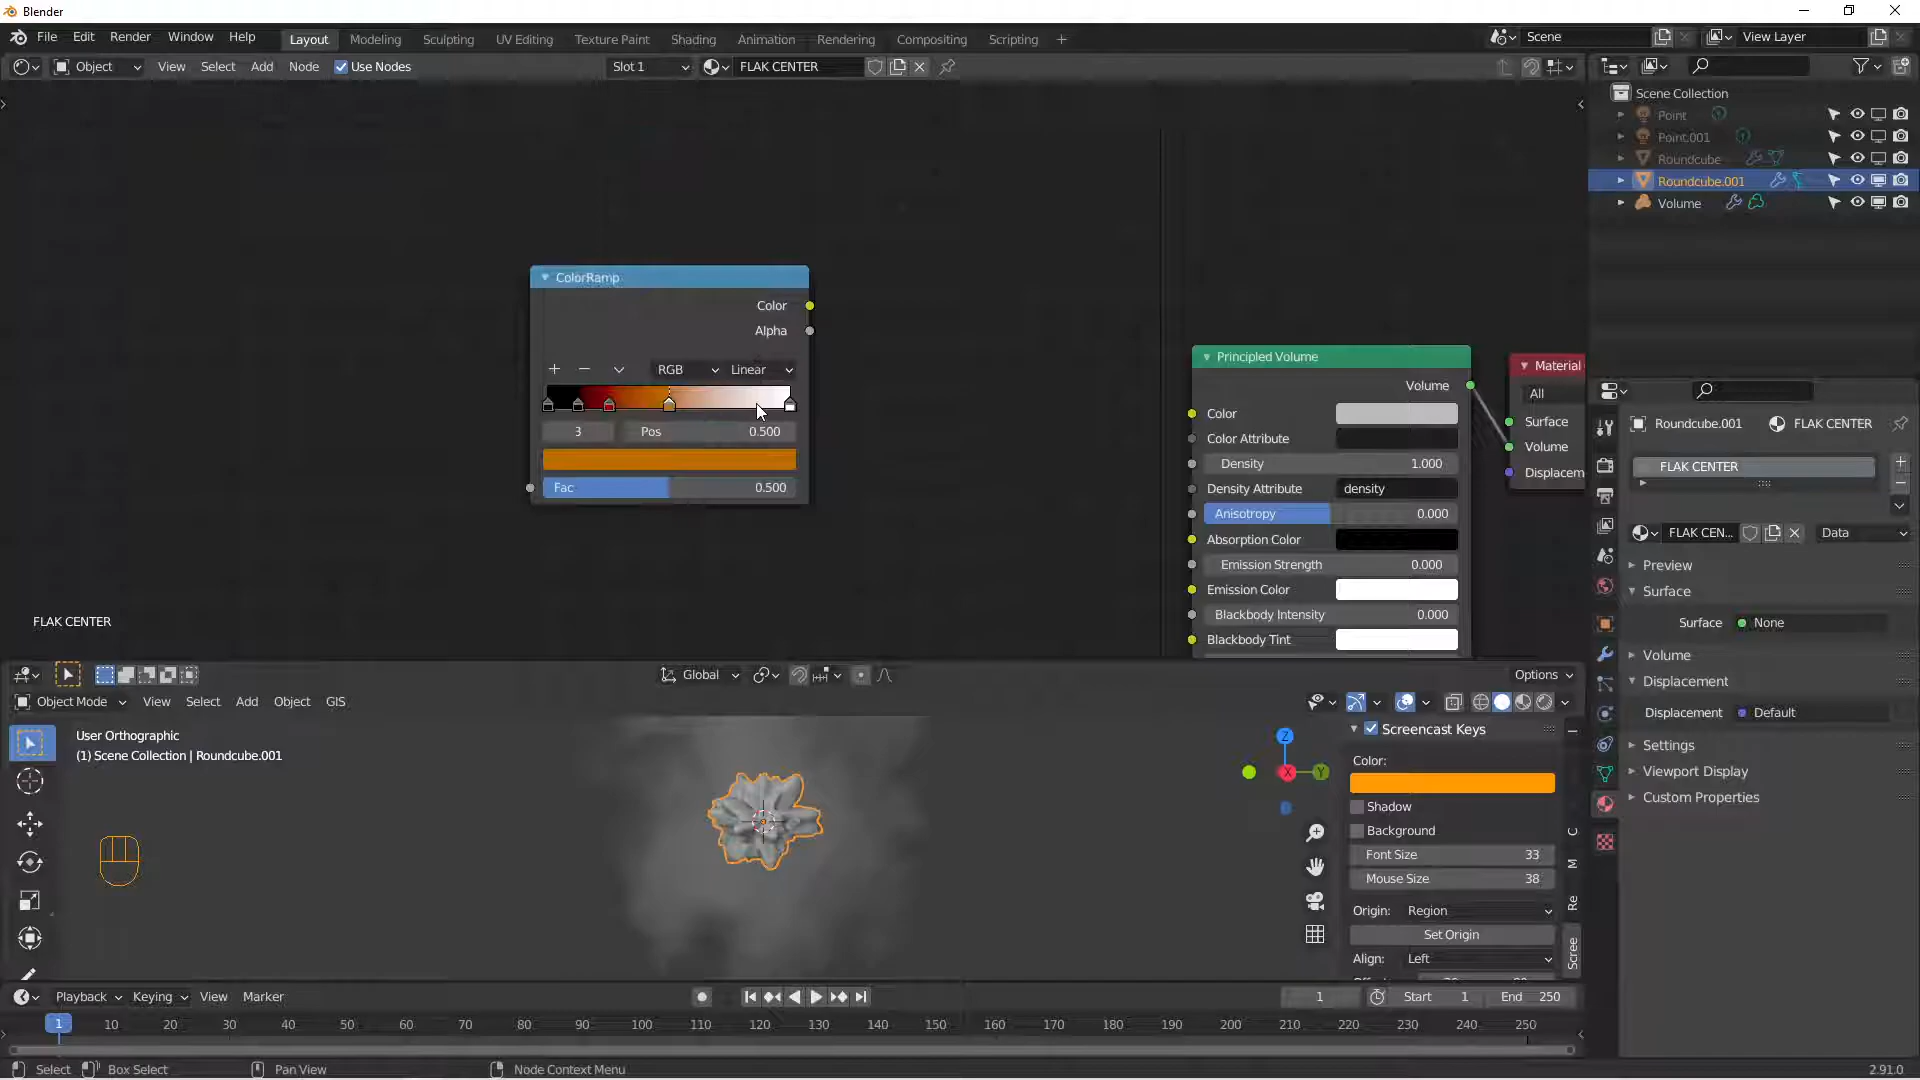 Blender
File Edit Render Window Help
Layout Modeling Sculpting UV Editing Texture Paint Shading Animation Rendering Compositing Scripting +
Scene
View Layer
Object View Select Add Node Use Nodes
Slot 1
FLAK CENTER
Scene Collection
Point
Point.001
Roundcube
Roundcube.001
Volume
ColorRamp
Color
Alpha
RGB Linear
3 Pos 0.500
Fac 0.500
Principled Volume
Volume
Color
Color Attribute
Density 1.000
Density Attribute density
Anisotropy 0.000
Absorption Color
Emission Strength 0.000
Emission Color
Blackbody Intensity 0.000
Blackbody Tint
Material
All
Surface
Volume
Displacem
FLAK CENTER
Roundcube.001 FLAK CENTER
FLAK CENTER
FLAK CEN... Data
Preview
Surface
Surface None
Volume
Displacement
Displacement Default
Settings
Viewport Display
Custom Properties
Global
Options
Object Mode View Select Add Object GIS
User Orthographic
(1) Scene Collection | Roundcube.001
Z
X
Y
Screencast Keys
Color:
Shadow
Background
Font Size 33
Mouse Size 38
Origin: Region
Set Origin
Align: Left
C
M
Re
Scree
Playback Keying View Marker
1 Start 1 End 250
1 10 20 30 40 50 60 70 80 90 100 110 120 130 140 150 160 170 180 190 200 210 220 230 240 250
Select Box Select Pan View Node Context Menu 2.91.0